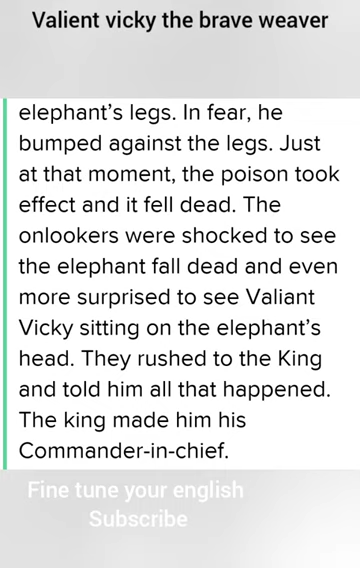 Valient vicky the brave weaver
elephant’s legs. In fear, he
bumped against the legs. Just
at that moment, the poison took
effect and it fell dead. The
onlookers were shocked to see
the elephant fall dead and even
more surprised to see Valiant
Vicky sitting on the elephant’s
head. They rushed to the King
and told him all that happened.
The king made him his
Commander-in-chief.
Fine tune your english
Subscribe